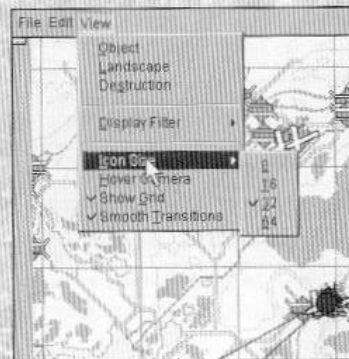 File Edit View
Object
Landscape
Destruction
Display Filter
Icon Size
Hover Camera
✓ Show Grid
✓ Smooth Transitions
8
16
✓ 32
64